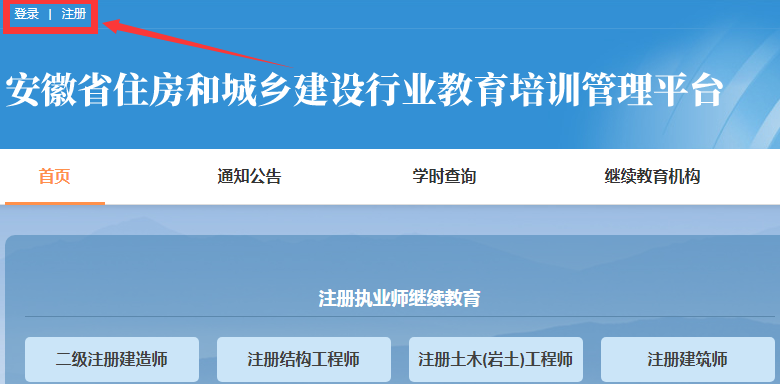 登录 | 注册
安徽省住房和城乡建设行业教育培训管理平台
首页 通知公告 学时查询 继续教育机构
注册执业师继续教育
二级注册建造师 注册结构工程师 注册土木(岩土)工程师 注册建筑师